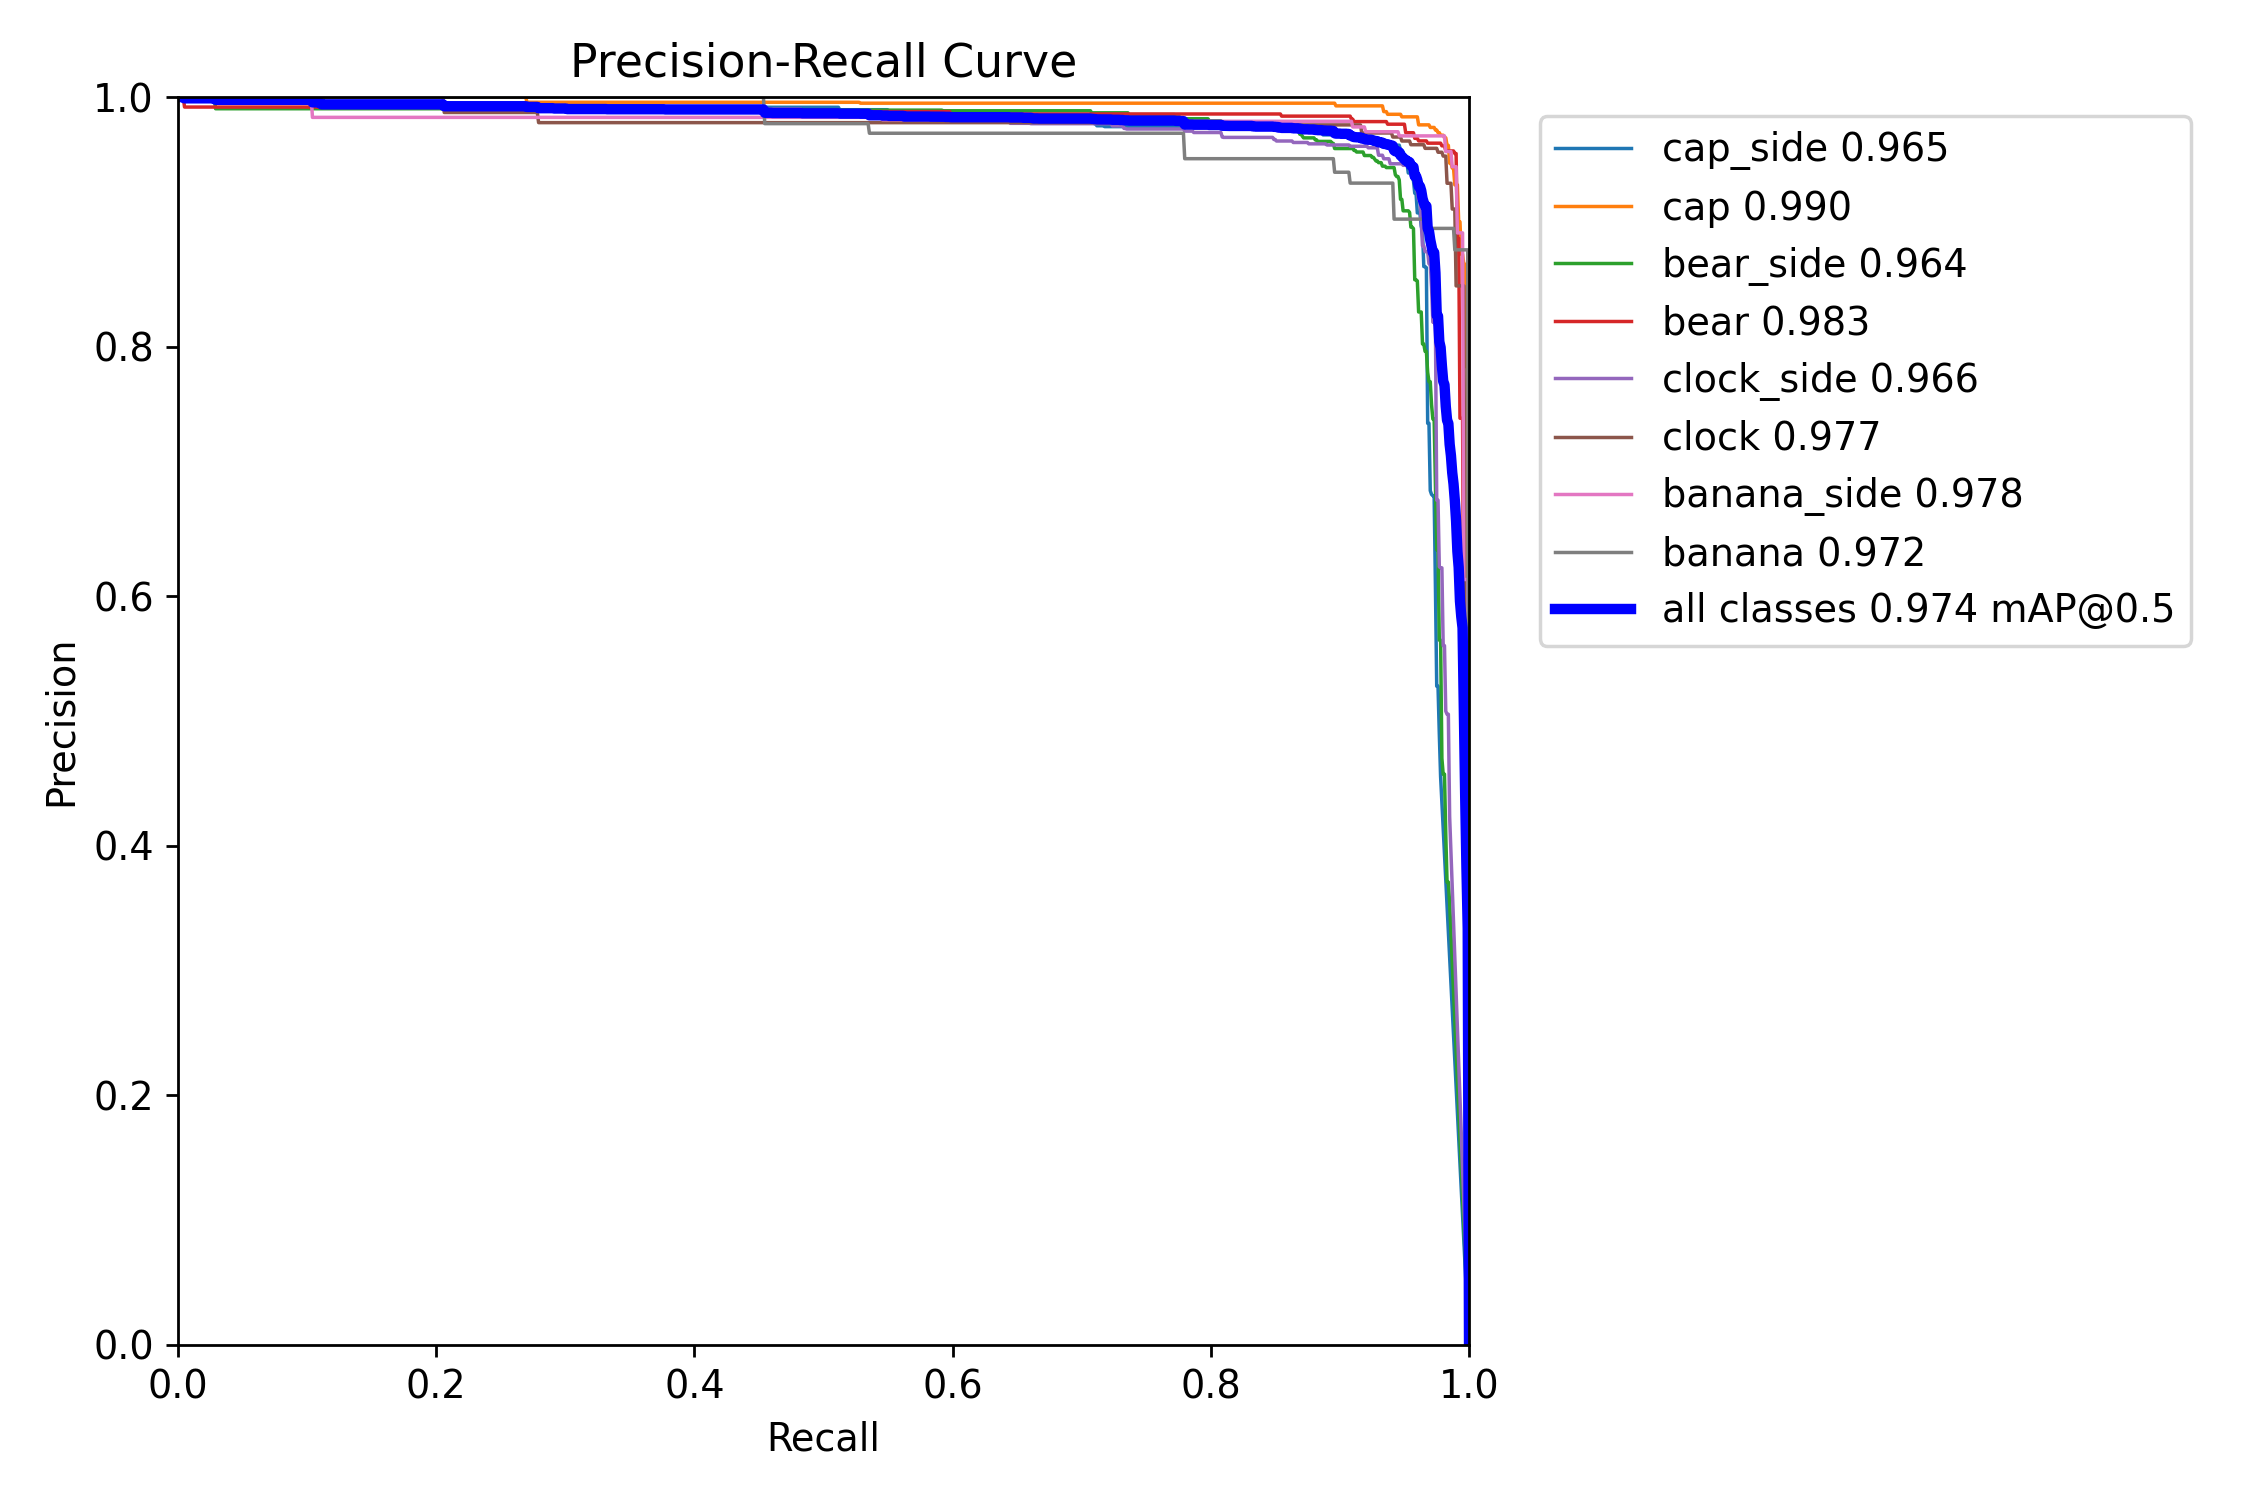 Precision-Recall Curve
1.0
0.8
0.6
0.4
0.2
0.0
Precision
0.0 0.2 0.4 0.6 0.8 1.0
Recall
cap_side 0.965
cap 0.990
bear_side 0.964
bear 0.983
clock_side 0.966
clock 0.977
banana_side 0.978
banana 0.972
all classes 0.974 mAP@0.5